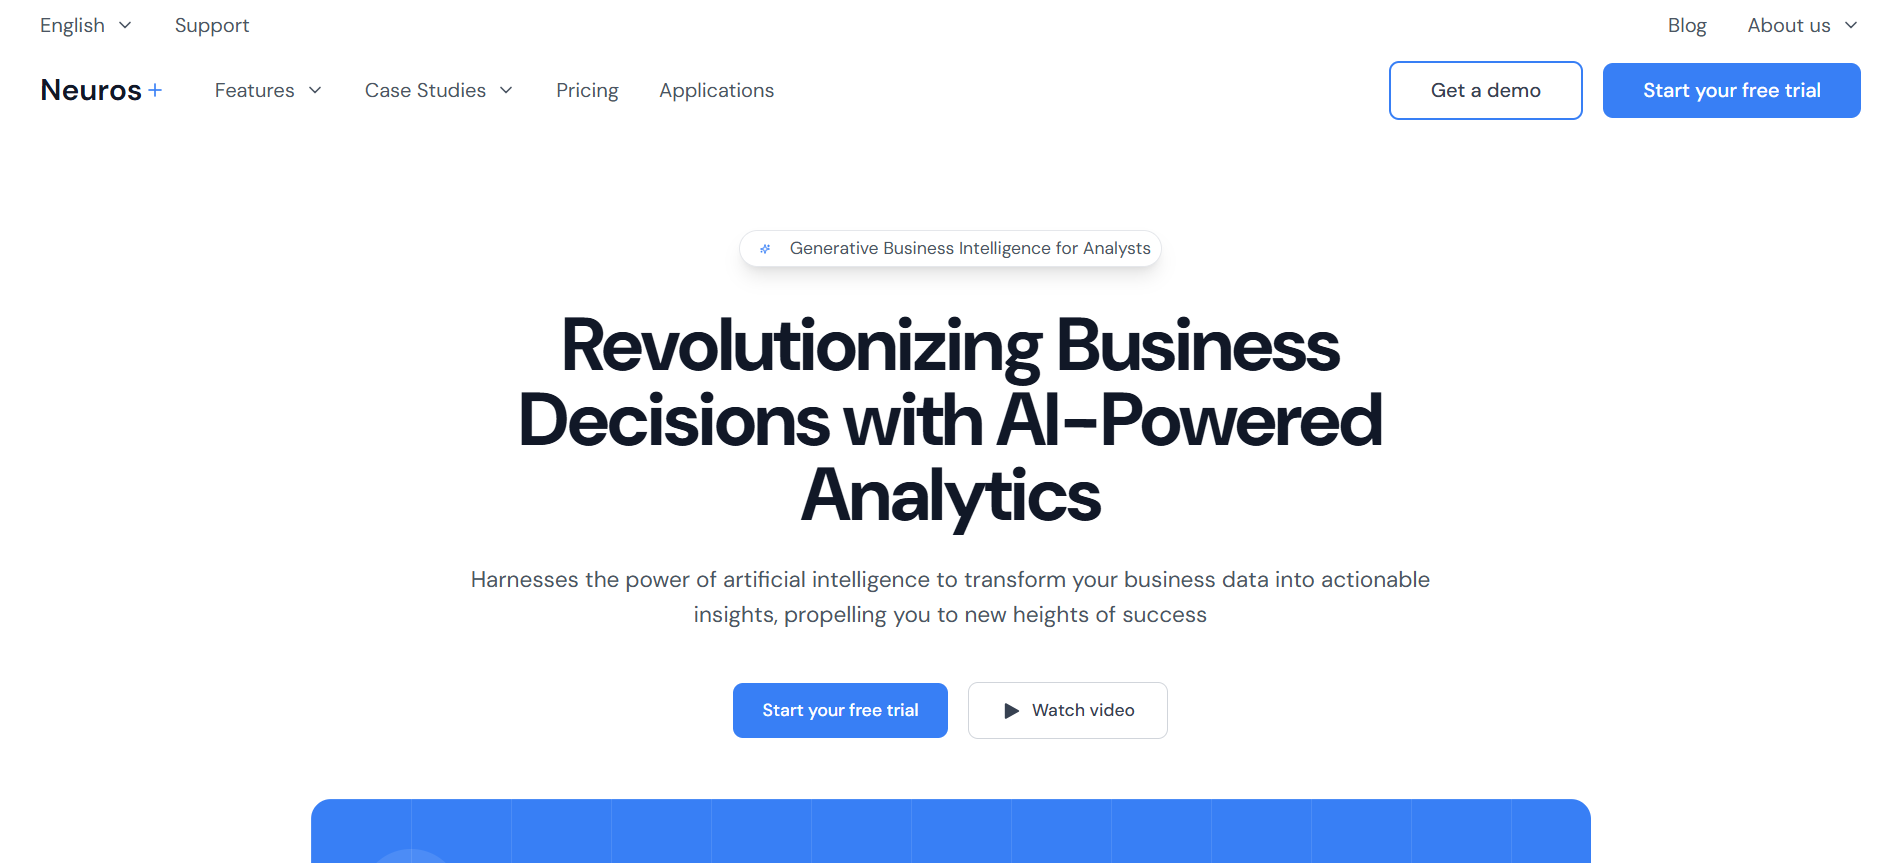 English
Support
Blog
About us
Neuros
Features
Case Studies
Pricing
Applications
Get a demo
Start your free trial
Generative Business Intelligence for Analysts
Revolutionizing Business
Decisions with AI-Powered
Analytics
Harnesses the power of artificial intelligence to transform your business data into actionable
insights, propelling you to new heights of success
Start your free trial
Watch video